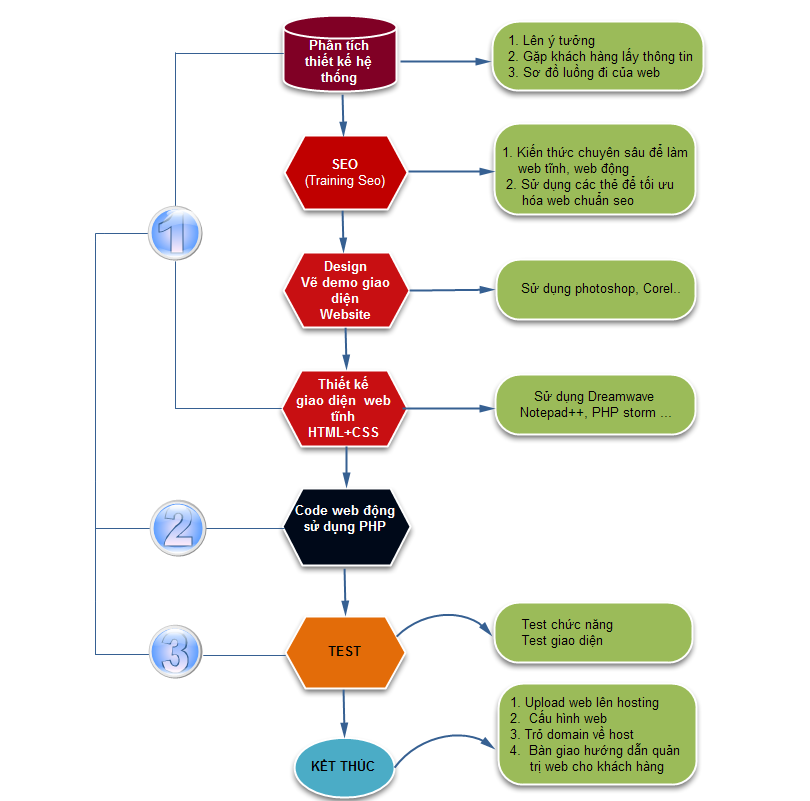 Phân tích
thiết kế hệ
thống
1. Lên ý tưởng
2. Gặp khách hàng lấy thông tin
3. Sơ đồ luồng đi của web
SEO
(Training Seo)
1. Kiến thức chuyên sâu để làm
web tĩnh, web động
2. Sử dụng các thẻ để tối ưu
hóa web chuẩn seo
1
Design
Vẽ demo giao
diện
Website
Sử dụng photoshop, Corel..
Thiết kế
giao diện web
tĩnh
HTML+CSS
Sử dụng Dreamwave
Notepad++, PHP storm ...
2
Code web động
sử dụng PHP
3
TEST
Test chức năng
Test giao diện
KẾT THÚC
1. Upload web lên hosting
2. Cấu hình web
3. Trỏ domain về host
4. Bàn giao hướng dẫn quản
trị web cho khách hàng